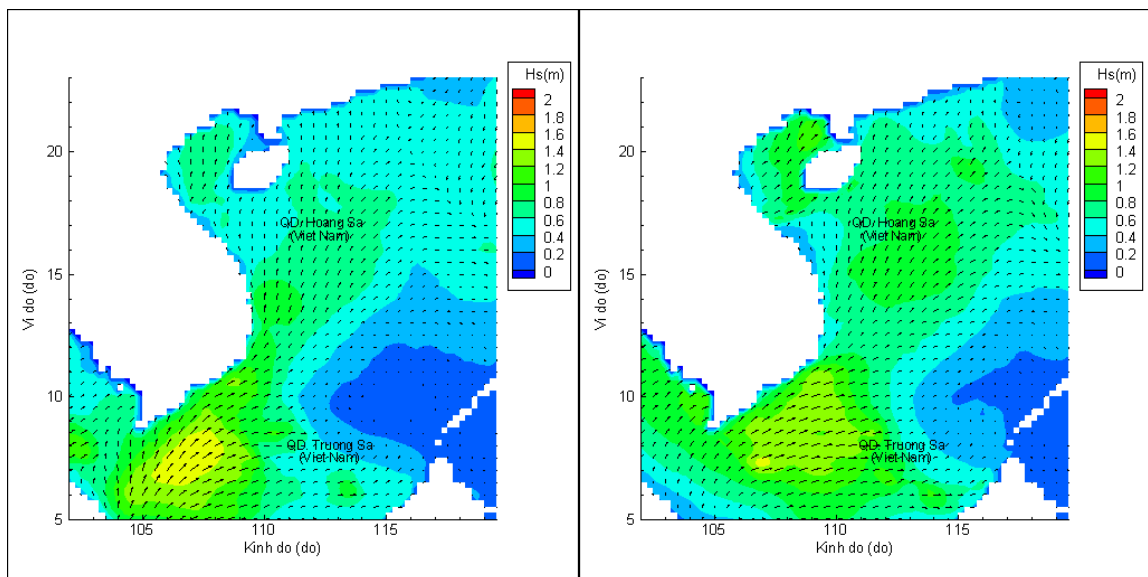 Hs(m)
2
1.8
1.6
1.4
1.2
1
0.8
0.6
0.4
0.2
0
20
15
10
5
Vi do (do)
QD. Hoang Sa
(Viet Nam)
QD. Truong Sa
(Viet Nam)
105
110
115
Kinh do (do)
Hs(m)
2
1.8
1.6
1.4
1.2
1
0.8
0.6
0.4
0.2
0
20
15
10
5
Vi do (do)
QD. Hoang Sa
(Viet Nam)
QD. Truong Sa
(Viet Nam)
105
110
115
Kinh do (do)